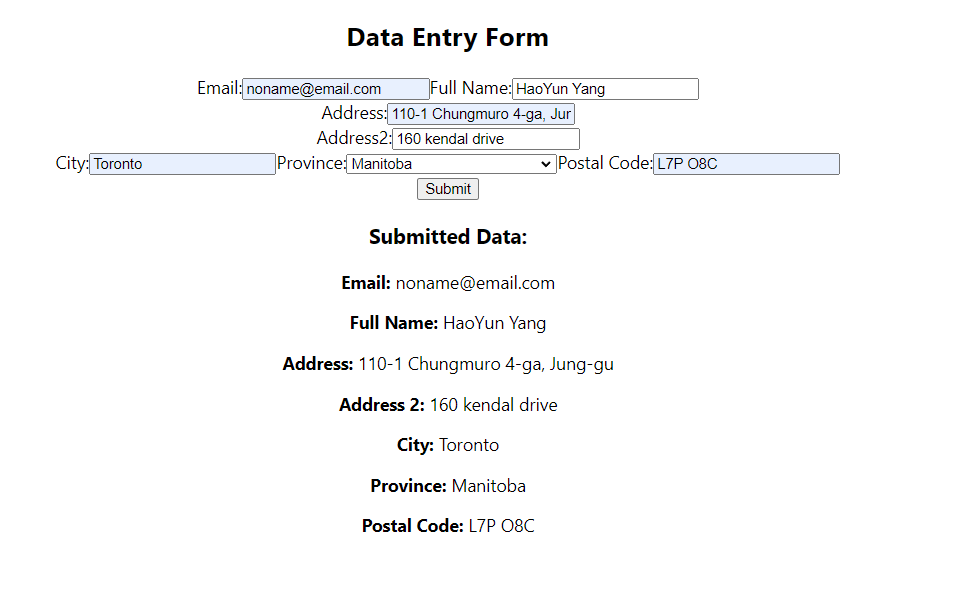 Data Entry Form
Email: noname@email.com Full Name: HaoYun Yang
Address: 110-1 Chungmuro 4-ga, Jur
Address2: 160 kendal drive
City: Toronto Province: Manitoba Postal Code: L7P O8C
Submit
Submitted Data:
Email: noname@email.com
Full Name: HaoYun Yang
Address: 110-1 Chungmuro 4-ga, Jung-gu
Address 2: 160 kendal drive
City: Toronto
Province: Manitoba
Postal Code: L7P O8C